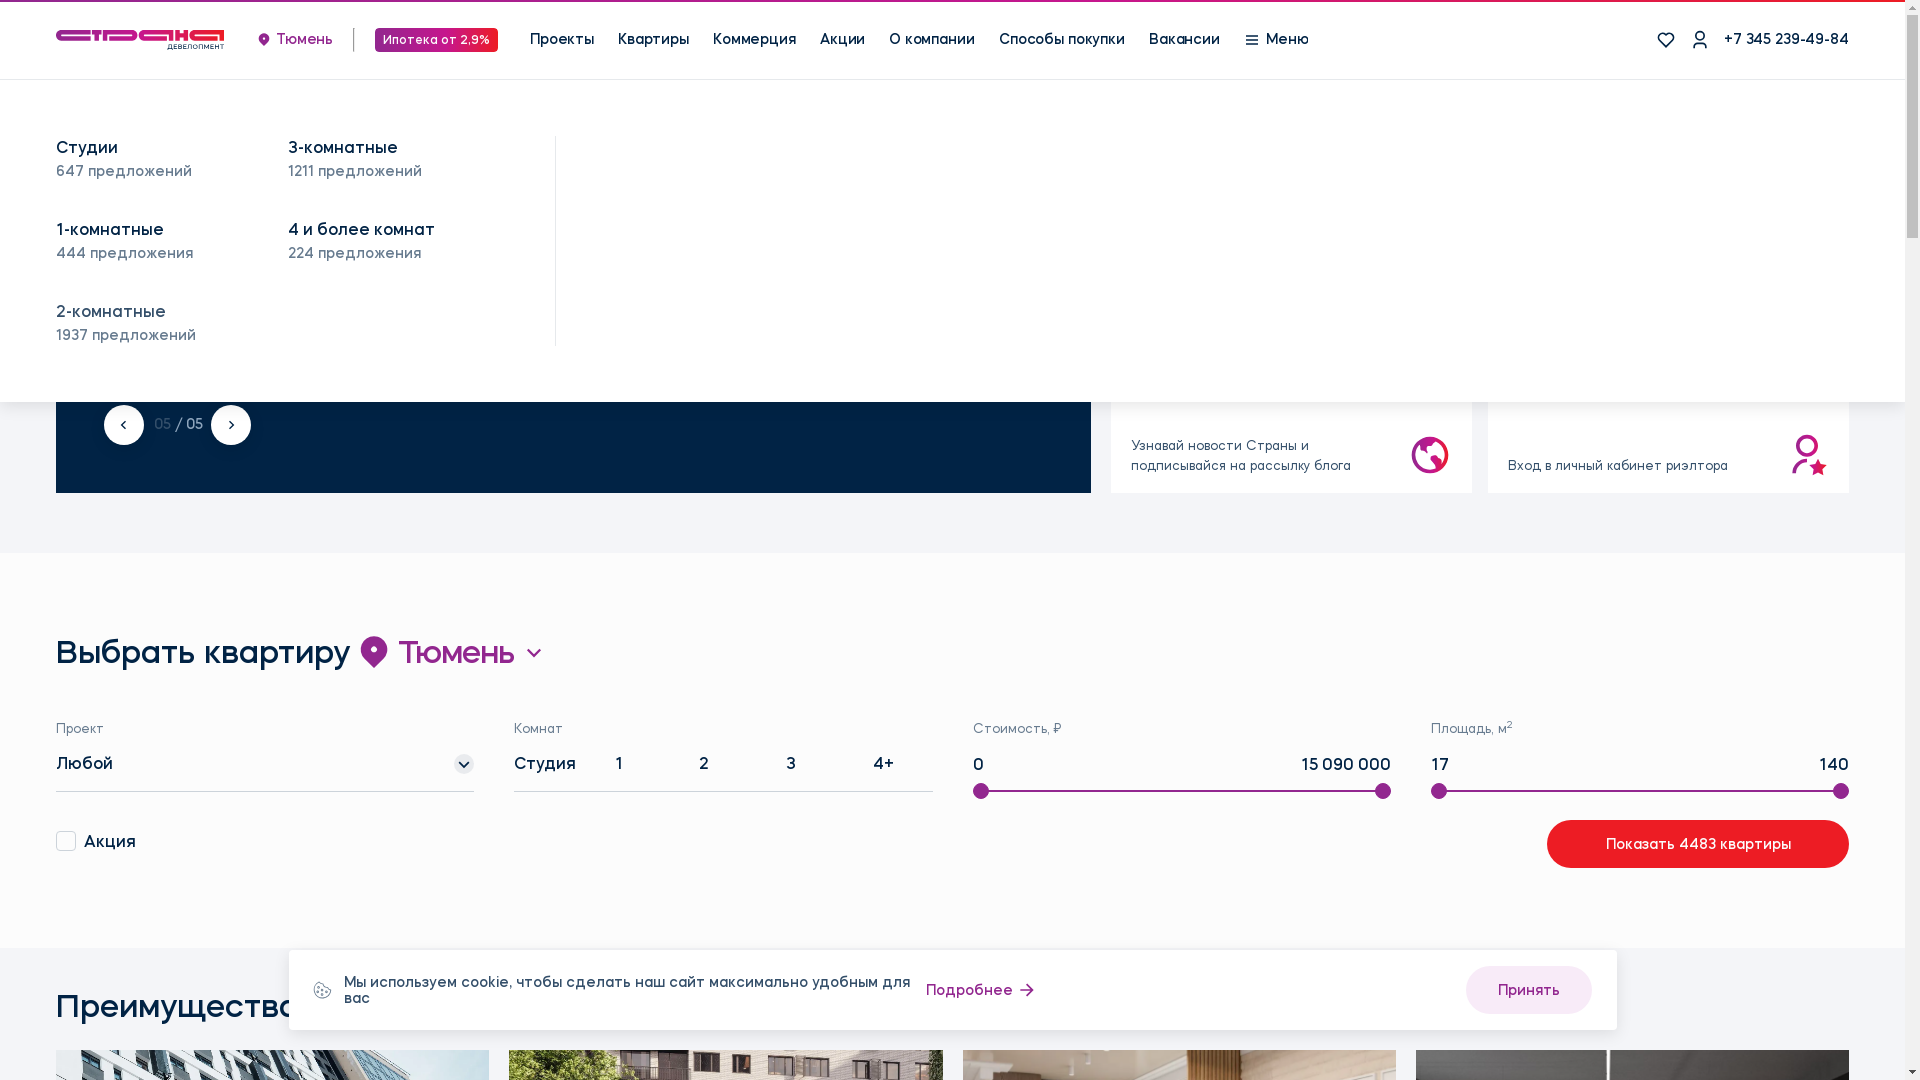 СТРАНА
ДЕВЕЛОПМЕНТ
Тюмень
Ипотека от 2,9%
Проекты
Квартиры
Коммерция
Акции
О компании
Способы покупки
Вакансии
Меню
+7 345 239-49-84
Студии
647 предложений
3-комнатные
1211 предложений
1-комнатные
444 предложения
4 и более комнат
224 предложения
2-комнатные
1937 предложений
05 / 05
Узнавай новости Страны и
подписывайся на рассылку блога
Вход в личный кабинет риэлтора
Выбрать квартиру Тюмень
Проект
Любой
Комнат
Студия 1 2 3 4+
Стоимость, ₽
0 15 090 000
Площадь, м²
17 140
Акция
Показать 4483 квартиры
Преимущества
Мы используем cookie, чтобы сделать наш сайт максимально удобным для
вас
Подробнее
Принять